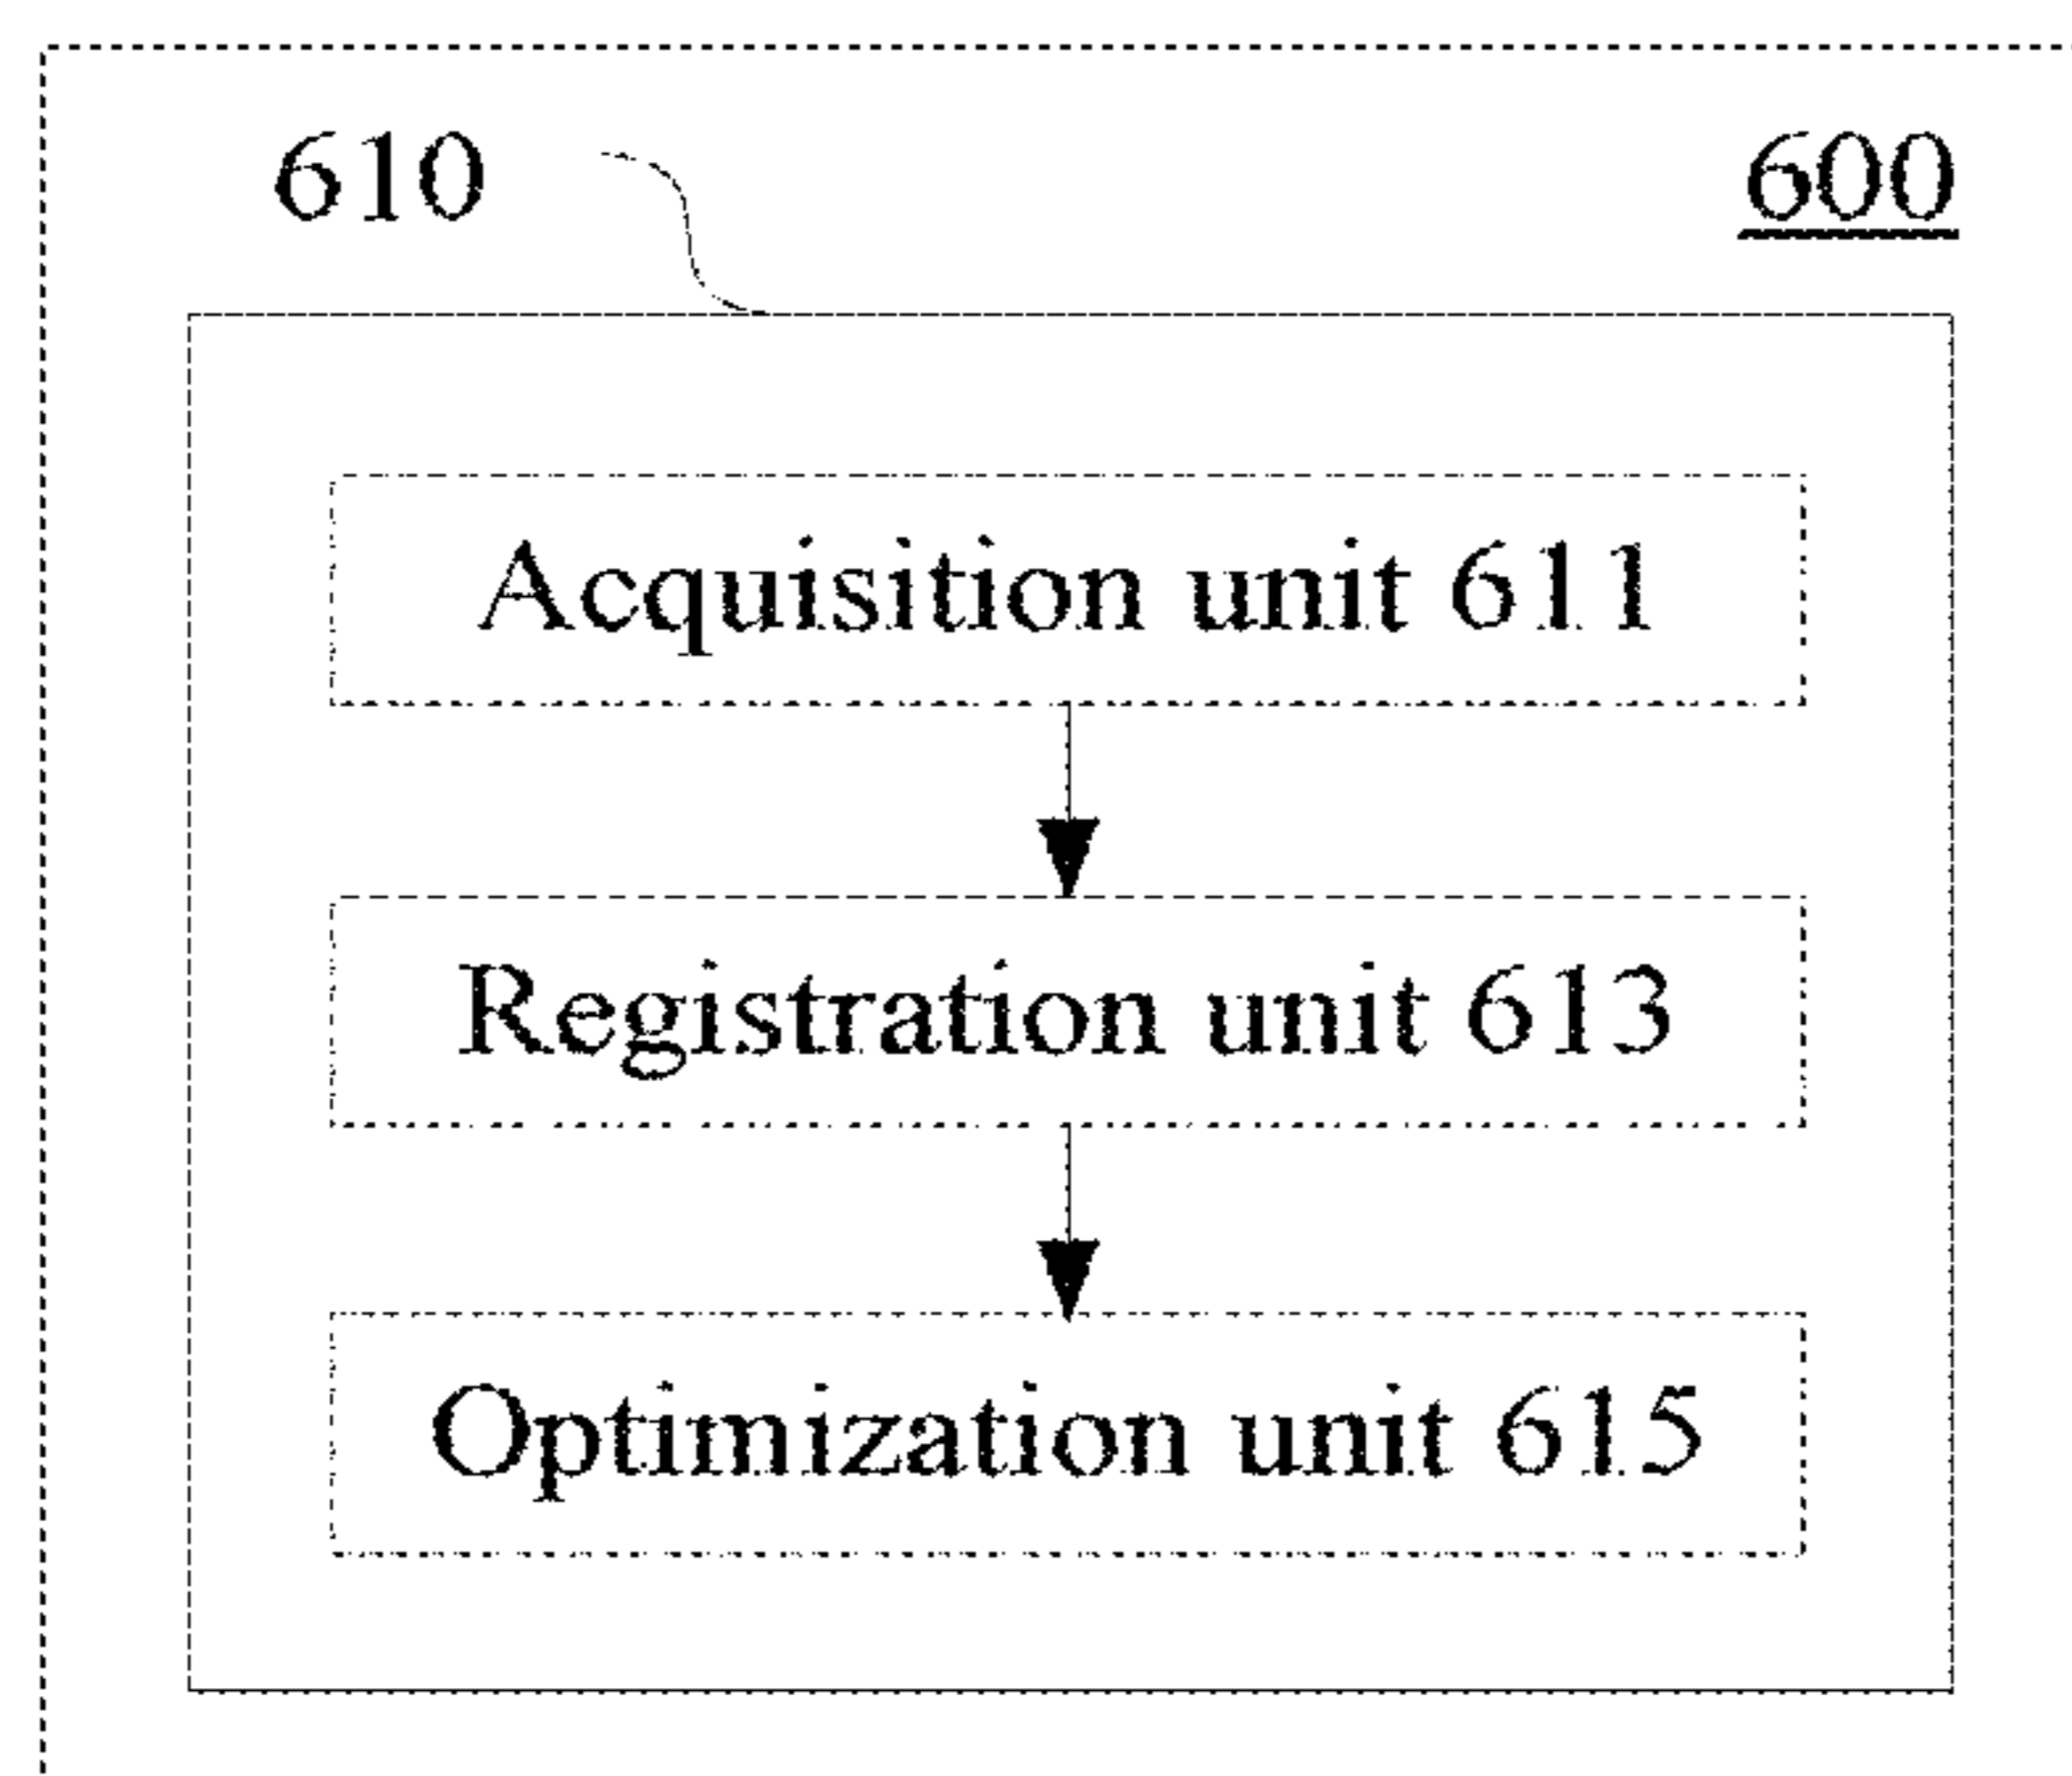 610
600
Acquisition unit 611
Registration unit 613
Optimization unit 615